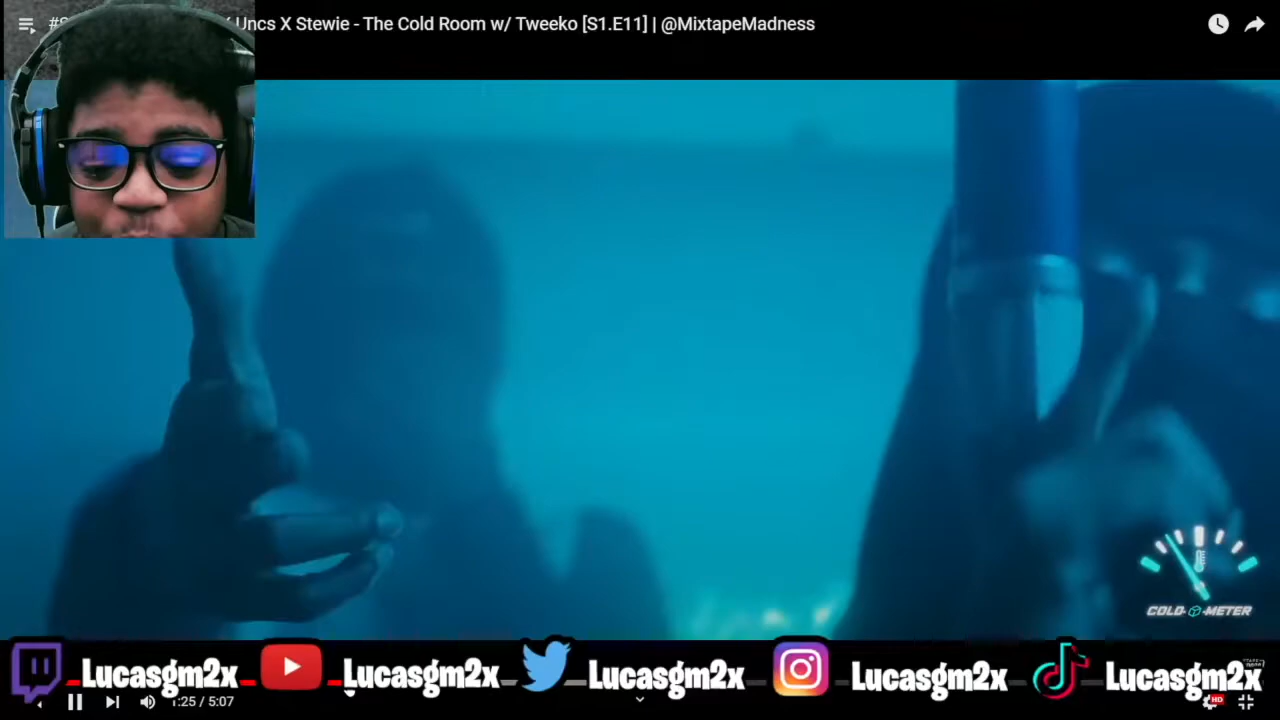 Uncs X Stewie - The Cold Room w/ Tweeko [S1.E11] | @MixtapeMadness
COLD METER
Lucasgm2x Lucasgm2x Lucasgm2x Lucasgm2x Lucasgm2x
1:25 / 5:07 HD